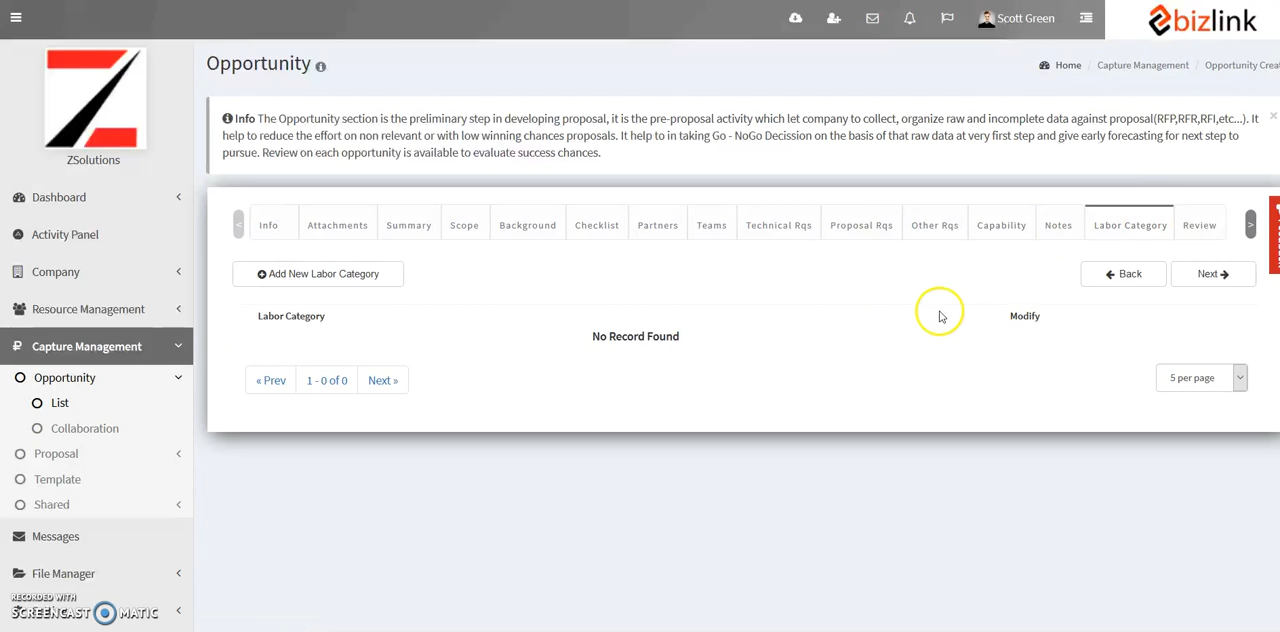 Scott Green
bizlink
ZSolutions
Dashboard
Activity Panel
Company
Resource Management
Capture Management
Opportunity
List
Collaboration
Proposal
Template
Shared
Messages
File Manager
RECORDED WITH
SCREENCAST MATIC
Opportunity
Home / Capture Management / Opportunity Creat
Info The Opportunity section is the preliminary step in developing proposal, it is the pre-proposal activity which let company to collect, organize raw and incomplete data against proposal(RFP,RFR,RFI,etc...). It
help to reduce the effort on non relevant or with low winning chances proposals. It help to in taking Go - NoGo Decission on the basis of that raw data at very first step and give early forecasting for next step to
pursue. Review on each opportunity is available to evaluate success chances.
< Info Attachments Summary Scope Background Checklist Partners Teams Technical Rqs Proposal Rqs Other Rqs Capability Notes Labor Category Review >
Add New Labor Category Back Next
Labor Category Modify
No Record Found
« Prev 1 - 0 of 0 Next » 5 per page